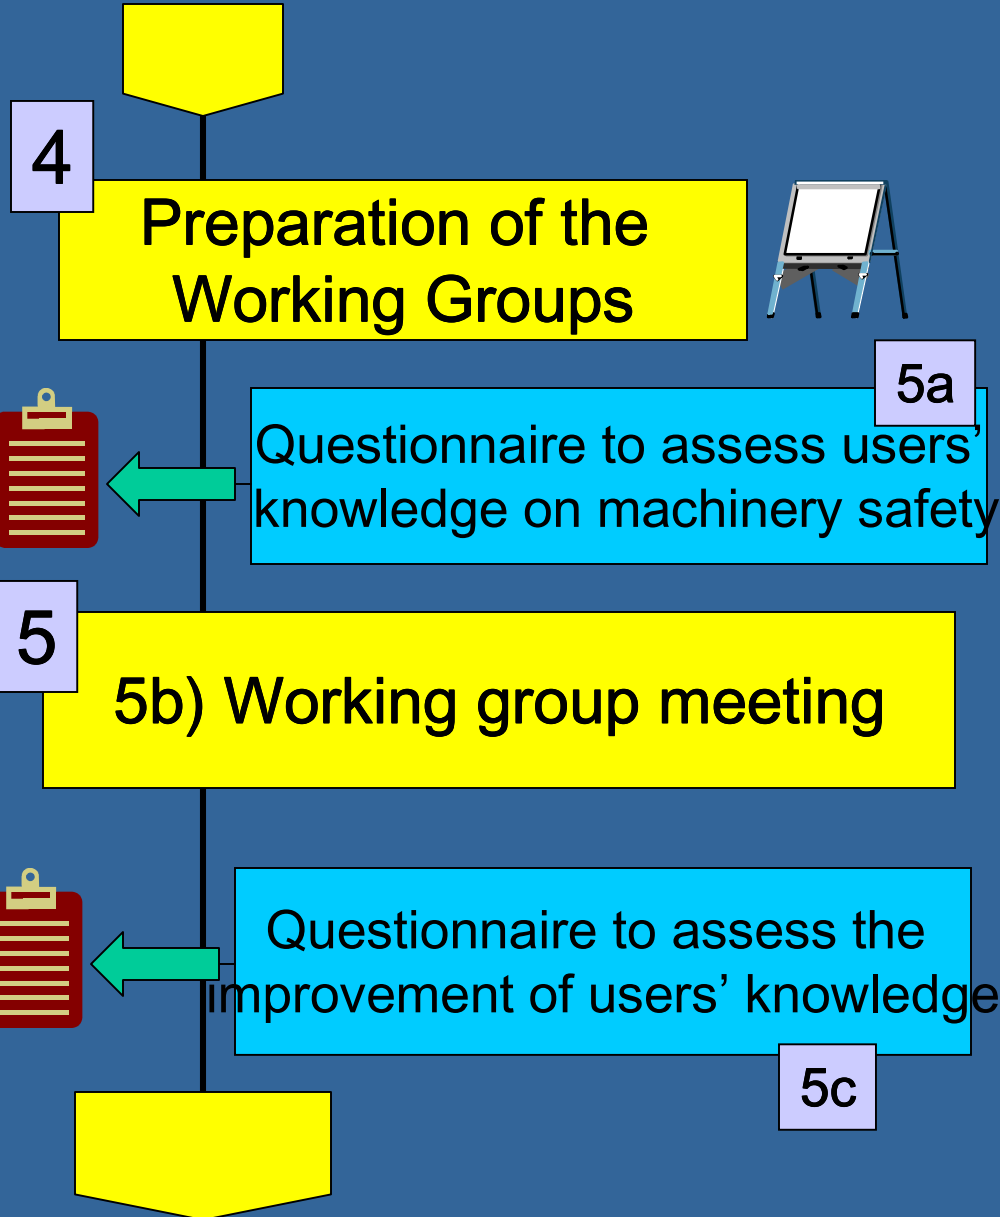 4
Preparation of the
Working Groups
5a
Questionnaire to assess users’
knowledge on machinery safety
5
5b) Working group meeting
Questionnaire to assess the
improvement of users’ knowledge
5c